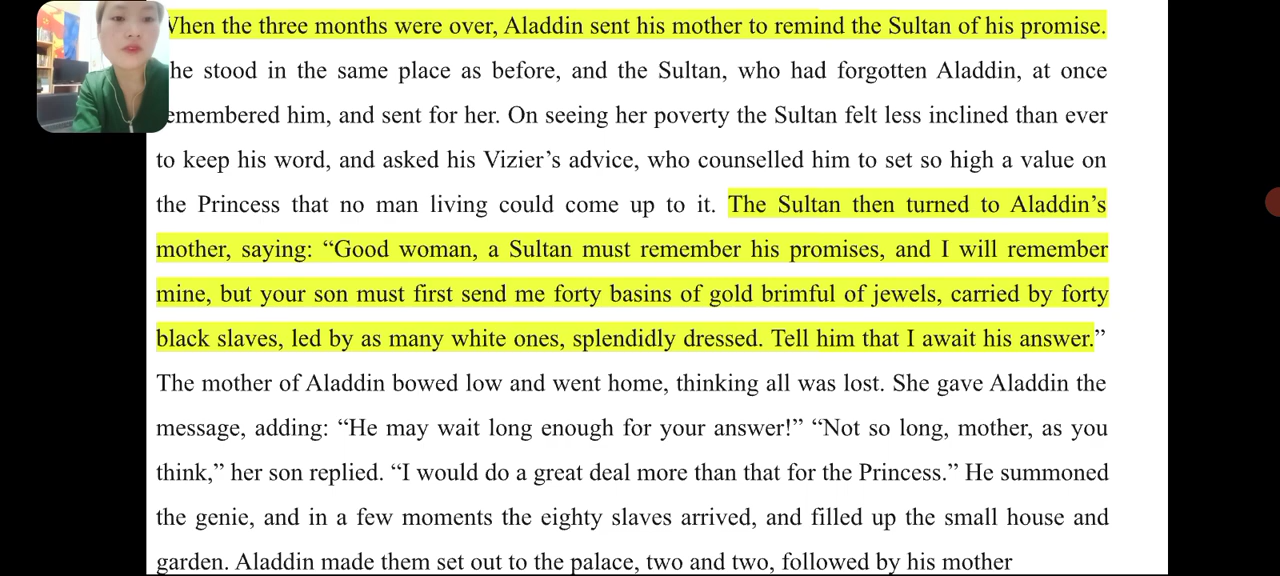 When the three months were over, Aladdin sent his mother to remind the Sultan of his promise.
he stood in the same place as before, and the Sultan, who had forgotten Aladdin, at once
emembered him, and sent for her. On seeing her poverty the Sultan felt less inclined than ever
to keep his word, and asked his Vizier’s advice, who counselled him to set so high a value on
the Princess that no man living could come up to it. The Sultan then turned to Aladdin’s
mother, saying: “Good woman, a Sultan must remember his promises, and I will remember
mine, but your son must first send me forty basins of gold brimful of jewels, carried by forty
black slaves, led by as many white ones, splendidly dressed. Tell him that I await his answer.”
The mother of Aladdin bowed low and went home, thinking all was lost. She gave Aladdin the
message, adding: “He may wait long enough for your answer!” “Not so long, mother, as you
think,” her son replied. “I would do a great deal more than that for the Princess.” He summoned
the genie, and in a few moments the eighty slaves arrived, and filled up the small house and
garden. Aladdin made them set out to the palace, two and two, followed by his mother